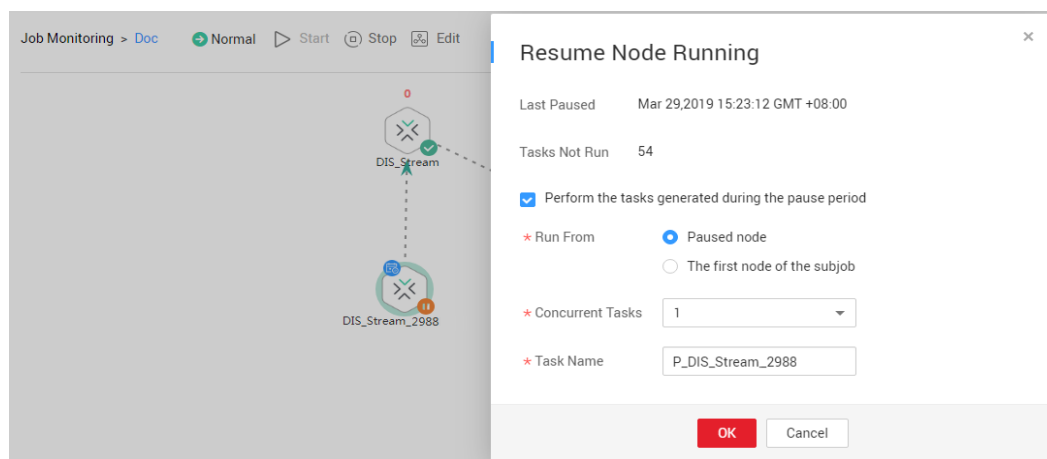 Job Monitoring > Doc Normal Start Stop Edit
0
DIS_Stream
DIS_Stream_2988
Resume Node Running
Last Paused Mar 29,2019 15:23:12 GMT +08:00
Tasks Not Run 54
Perform the tasks generated during the pause period
* Run From Paused node
The first node of the subjob
* Concurrent Tasks 1
* Task Name P_DIS_Stream_2988
OK Cancel